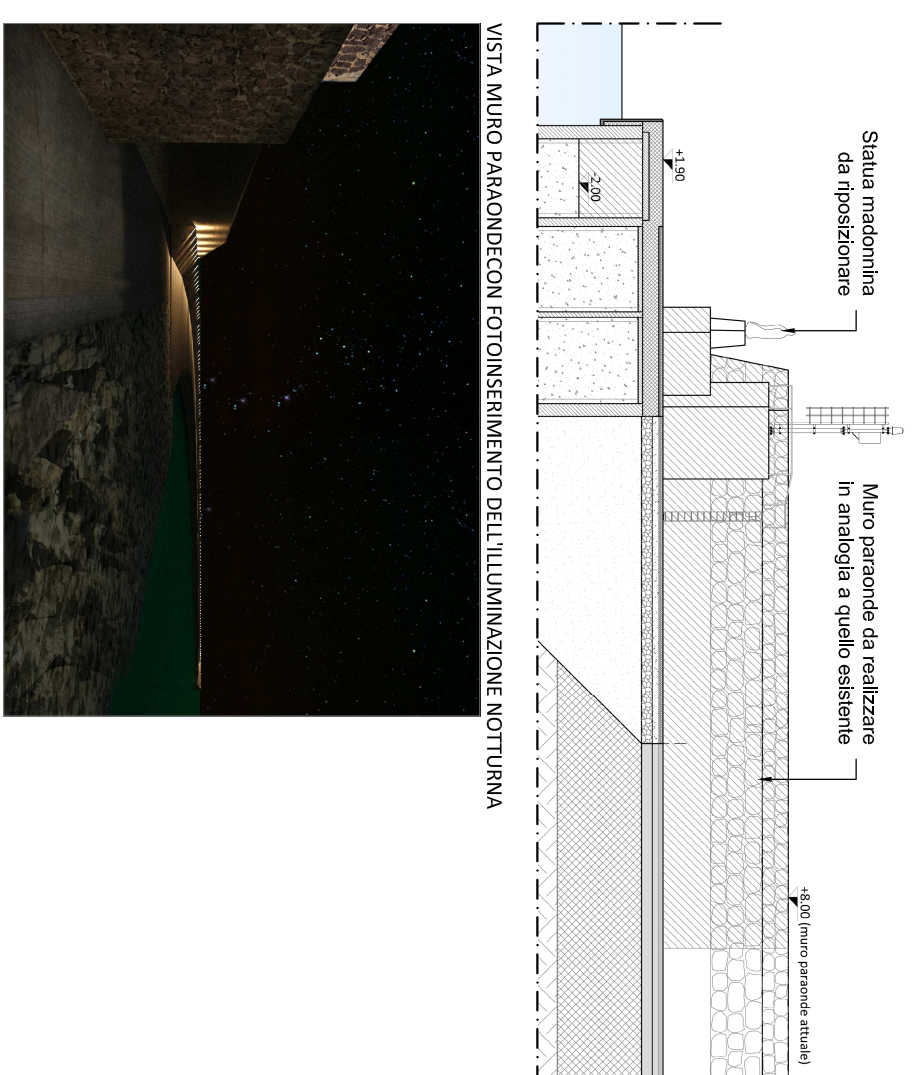 Statua madonnina
da riposizionare
Muro paraonde da realizzare
in analogia a quello esistente
+8.00 (muro paraonde attuale)
+1.90
-2.00
VISTA MURO PARAONDECON FOTOINSERIMENTO DELL'ILLUMINAZIONE NOTTURNA